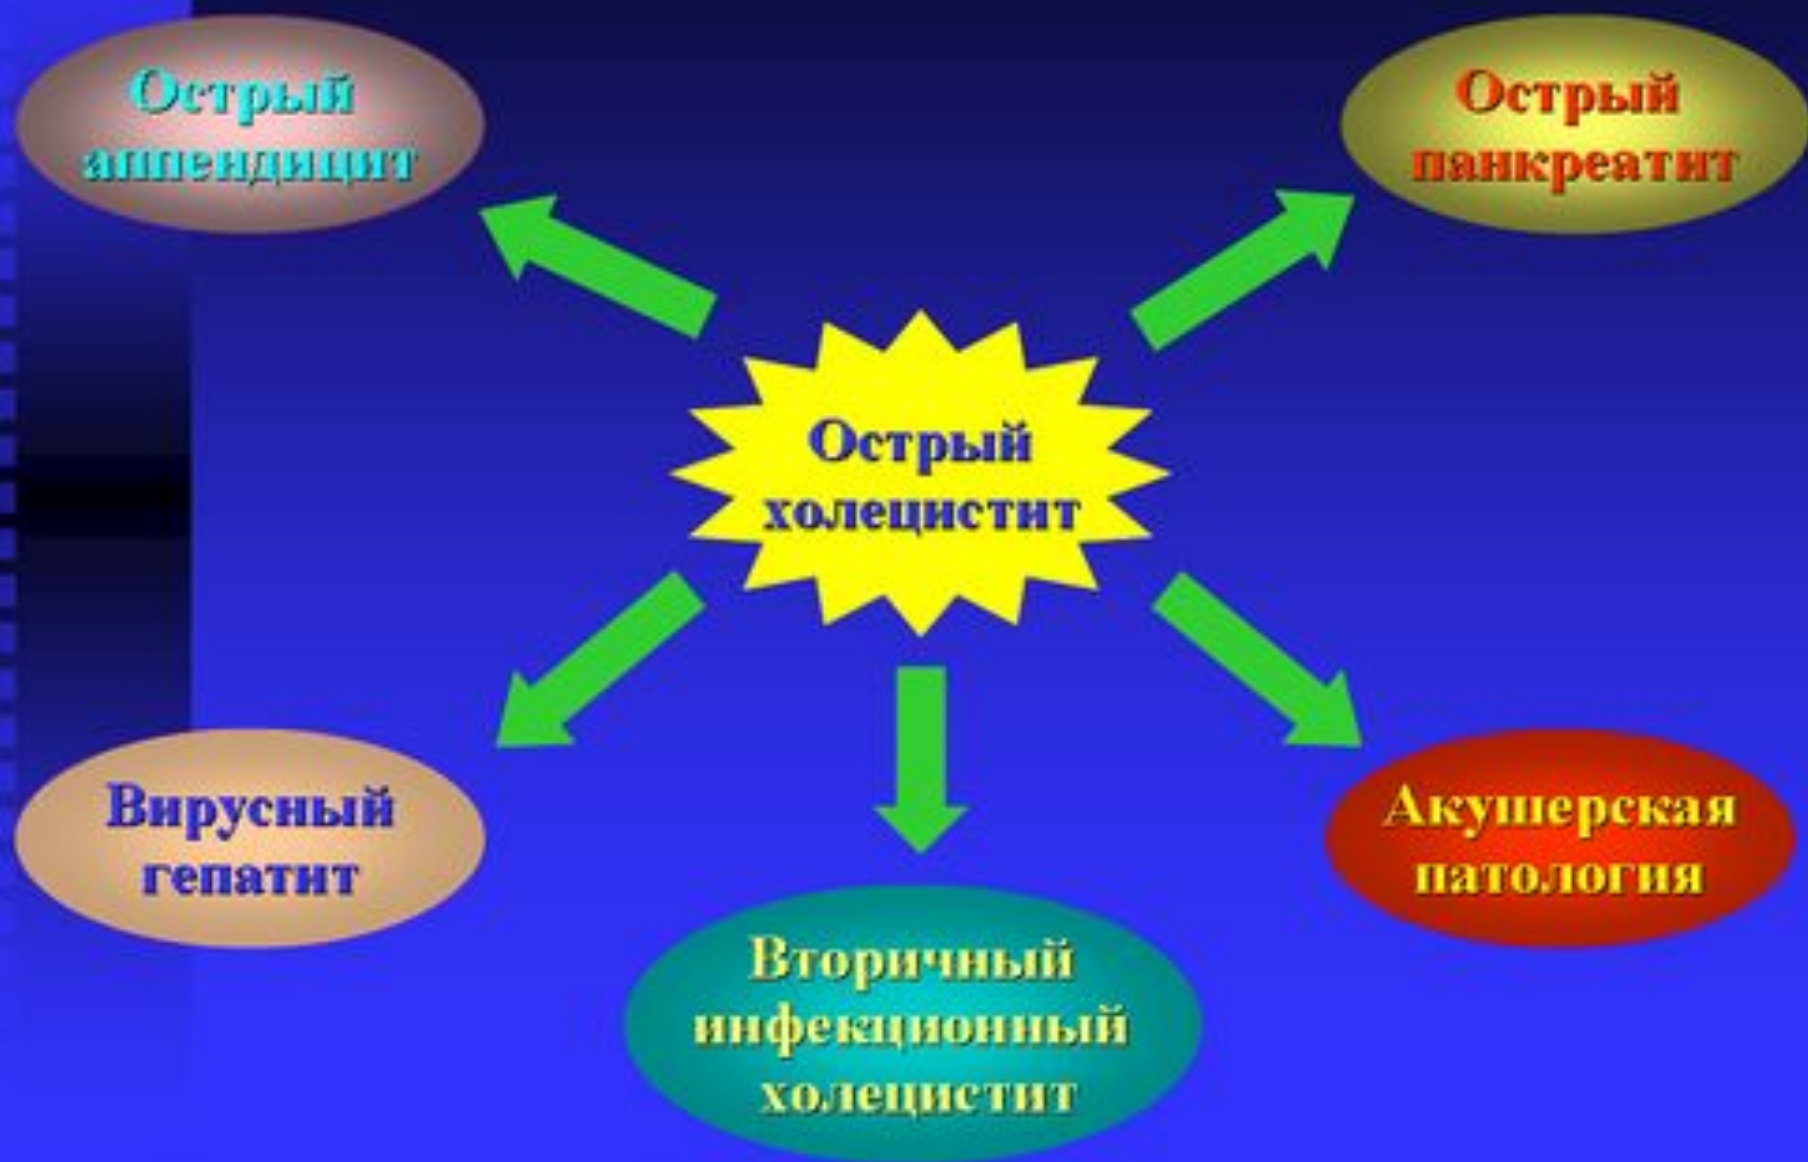 Острый
аппендицит
Острый
панкреатит
Острый
холецистит
Вирусный
гепатит
Акушерская
патология
Вторичный
инфекционный
холецистит